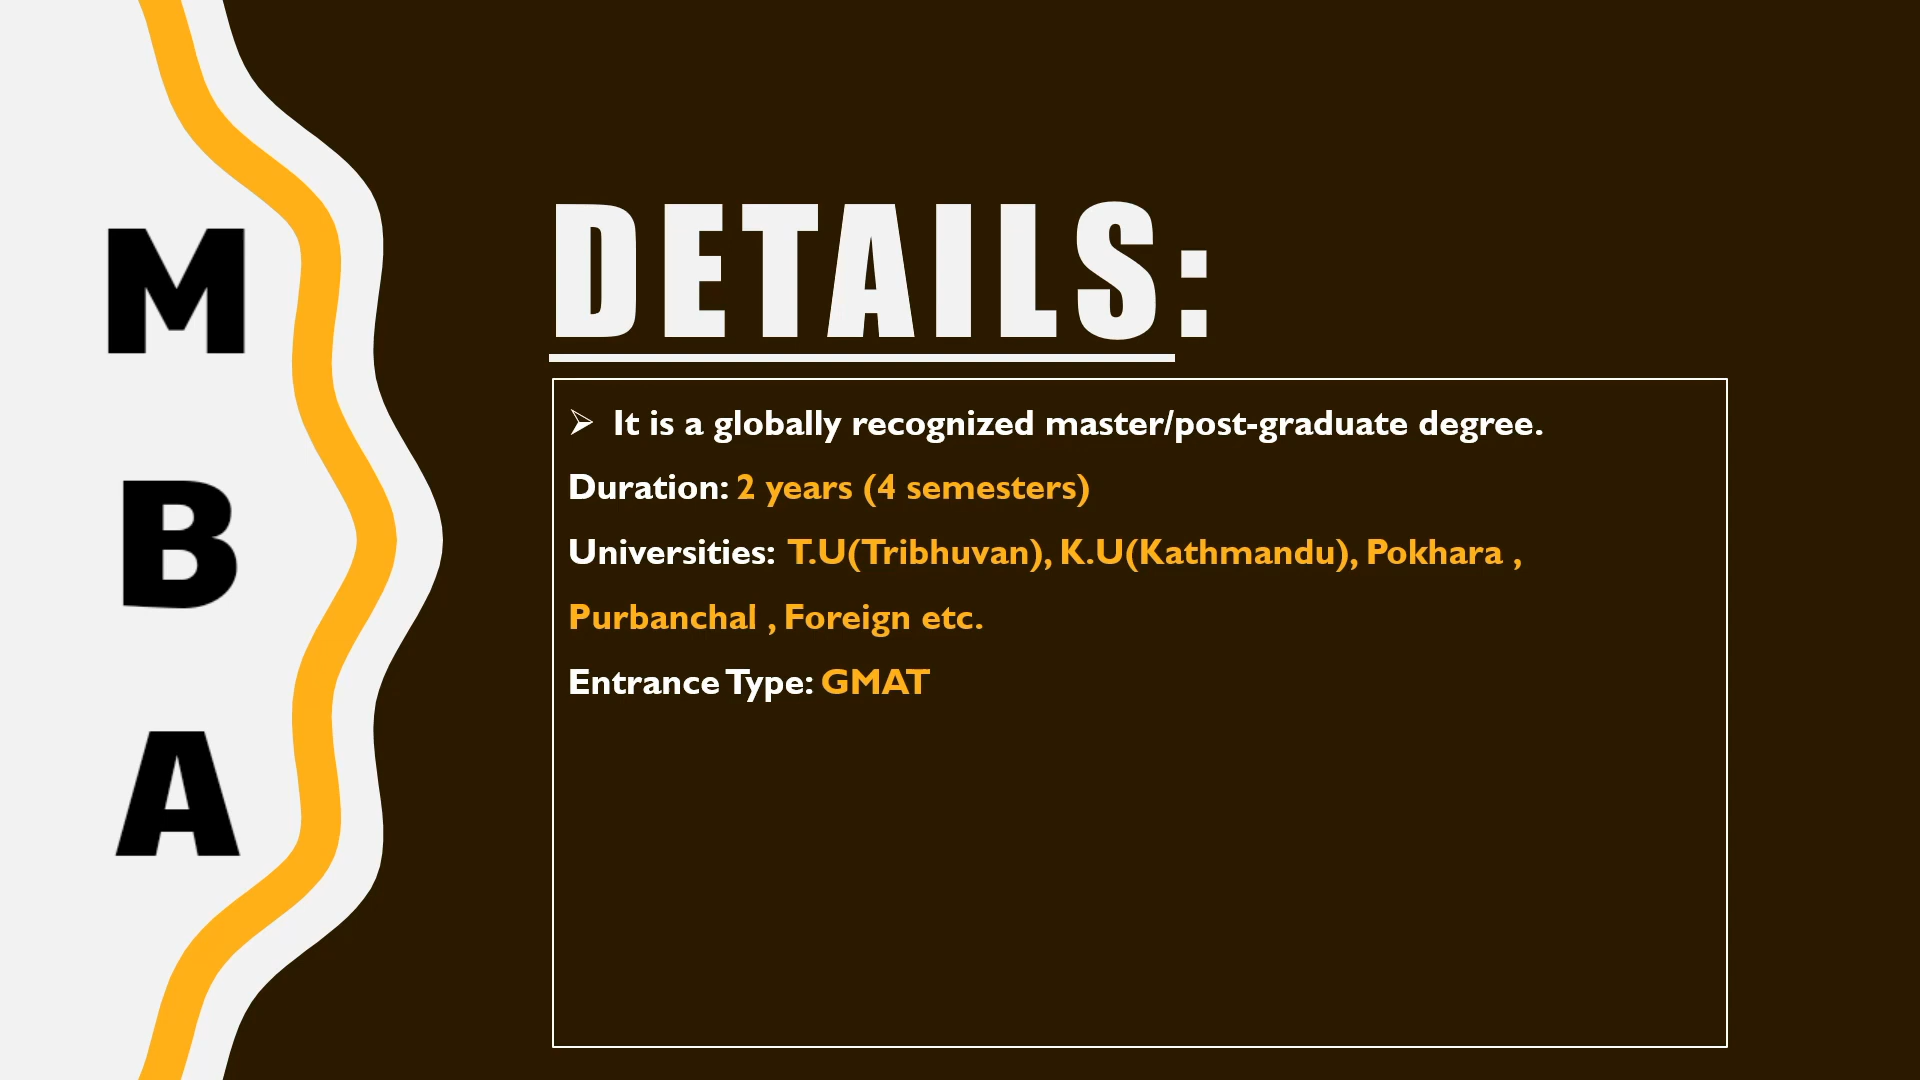 M
B
A
DETAILS:
➢ It is a globally recognized master/post-graduate degree.
Duration: 2 years (4 semesters)
Universities: T.U(Tribhuvan), K.U(Kathmandu), Pokhara ,
Purbanchal , Foreign etc.
Entrance Type: GMAT